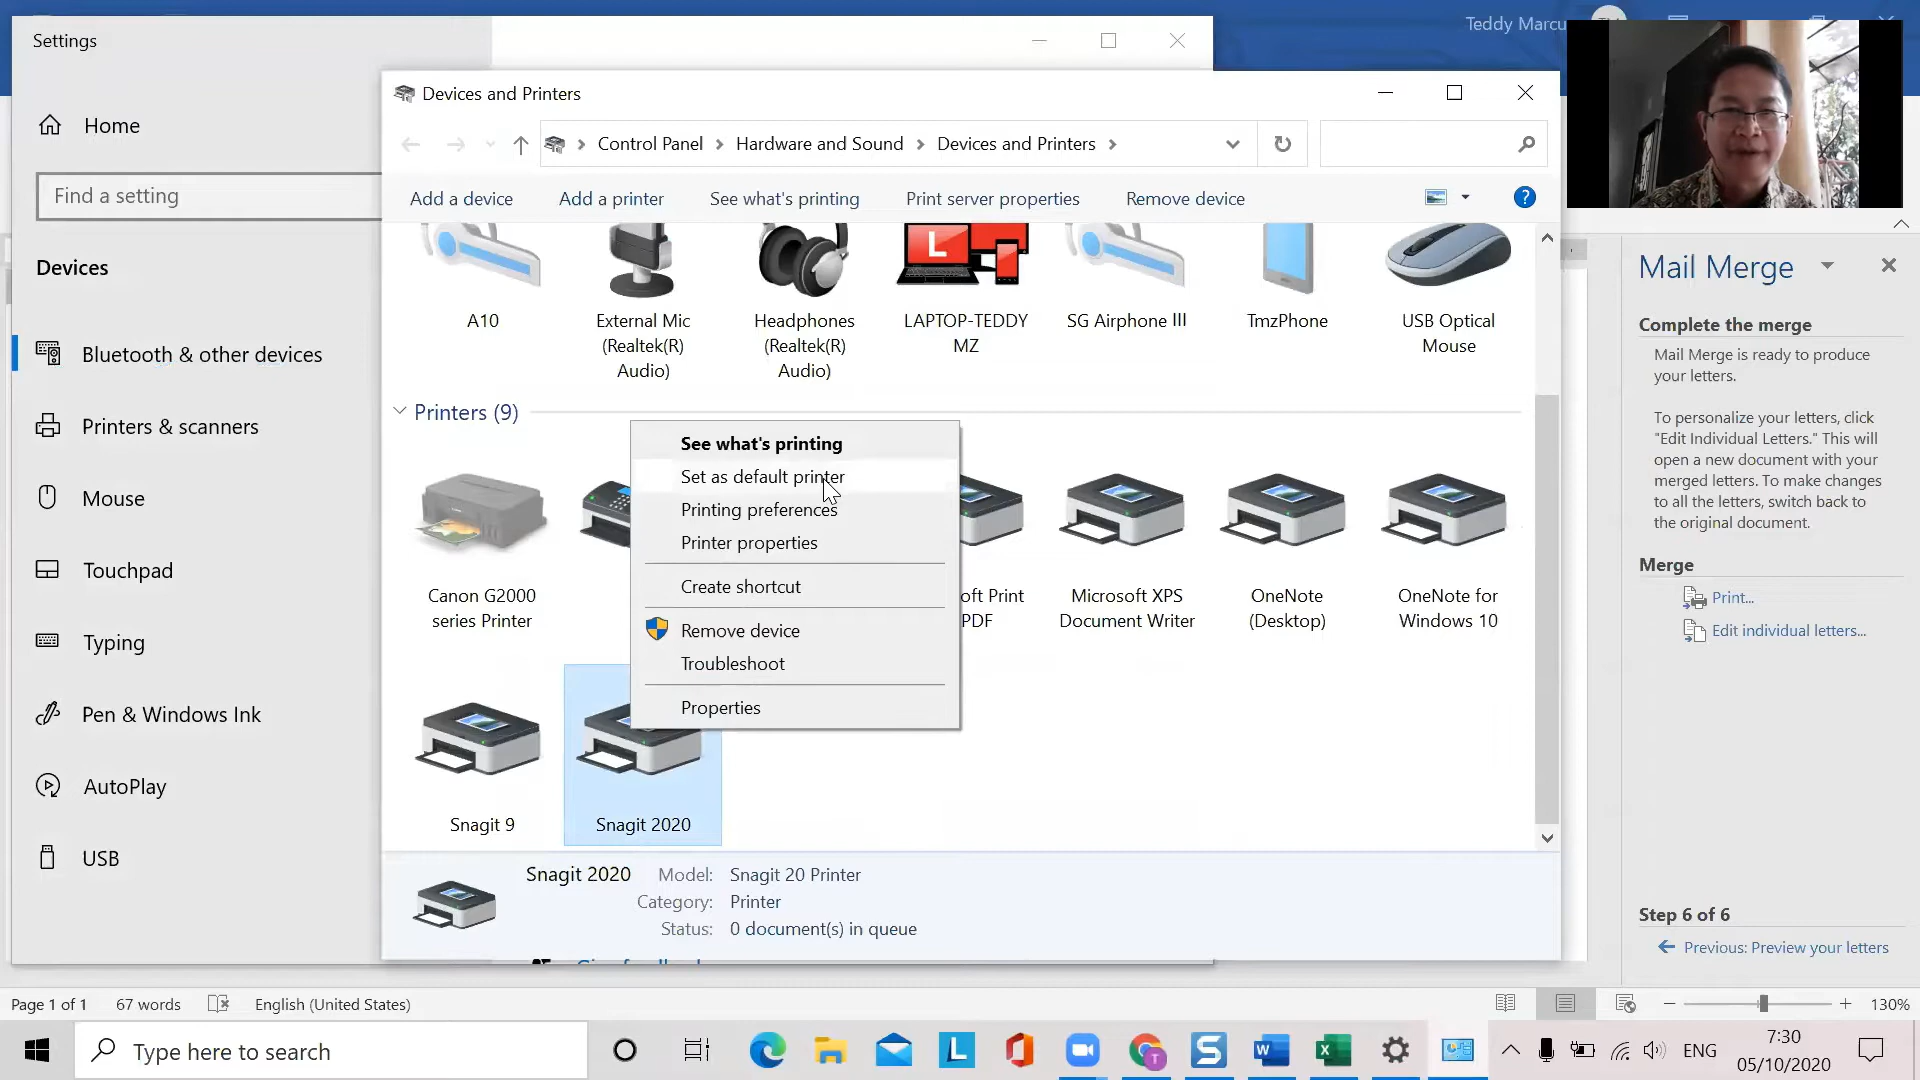 Teddy Marcu
Settings
Home
Find a setting
Devices
Bluetooth & other devices
Printers & scanners
Mouse
Touchpad
Typing
Pen & Windows Ink
AutoPlay
USB
Devices and Printers
Control Panel > Hardware and Sound > Devices and Printers >
Add a device
Add a printer
See what's printing
Print server properties
Remove device
?
L
A10
External Mic
(Realtek(R)
Audio)
Headphones
(Realtek(R)
Audio)
LAPTOP-TEDDY
MZ
SG Airphone III
TmzPhone
USB Optical
Mouse
Printers (9)
See what's printing
Set as default printer
Printing preferences
Printer properties
Create shortcut
Remove device
Troubleshoot
Properties
Canon G2000
series Printer
oft Print
PDF
Microsoft XPS
Document Writer
OneNote
(Desktop)
OneNote for
Windows 10
Snagit 9
Snagit 2020
Snagit 2020
Model: Snagit 20 Printer
Category: Printer
Status: 0 document(s) in queue
Mail Merge
Complete the merge
Mail Merge is ready to produce
your letters.
To personalize your letters, click
"Edit Individual Letters." This will
open a new document with your
merged letters. To make changes
to all the letters, switch back to
the original document.
Merge
Print...
Edit individual letters...
Step 6 of 6
Previous: Preview your letters
Page 1 of 1
67 words
English (United States)
130%
Type here to search
ENG
7:30
05/10/2020